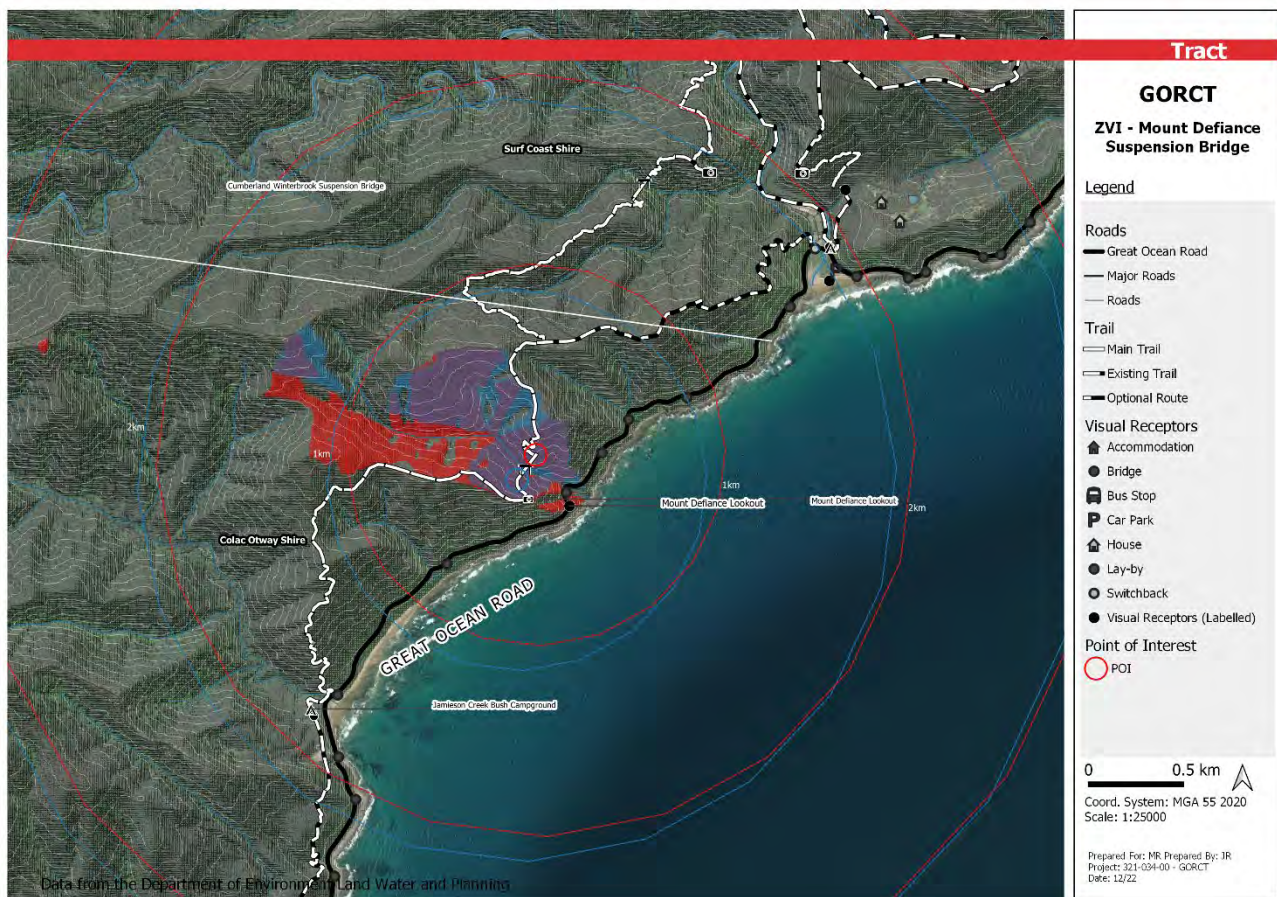 Tract
Surf Coast Shire
Cumberland Winterbrook Suspension Bridge
2km
1km
1km
2km
Mount Defiance Lookout
Mount Defiance Lookout
Colac Otway Shire
GREAT OCEAN ROAD
Jamieson Creek Bush Campground
Data from the Department of Environment Land Water and Planning
GORCT
ZVI - Mount Defiance
Suspension Bridge
Legend
Roads
Great Ocean Road
Major Roads
Roads
Trail
Main Trail
Existing Trail
Optional Route
Visual Receptors
Accommodation
Bridge
Bus Stop
P Car Park
House
Lay-by
Switchback
Visual Receptors (Labelled)
Point of Interest
POI
0 0.5 km
Coord. System: MGA 55 2020
Scale: 1:25000
Prepared For: MR Prepared By: JR
Project: 321-034-00 - GORCT
Date: 12/22